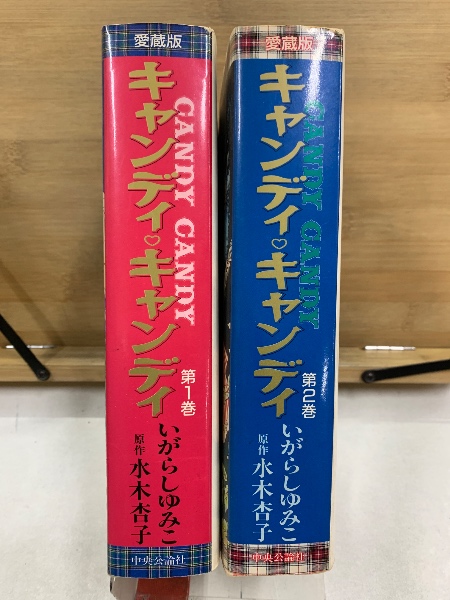 愛蔵版
キャンディ♡キャンディ
CANDY CANDY
第1巻
いがらしゆみこ
原作 水木杏子
中央公論社
愛蔵版
キャンディ♡キャンディ
CANDY CANDY
第2巻
いがらしゆみこ
原作 水木杏子
中央公論社